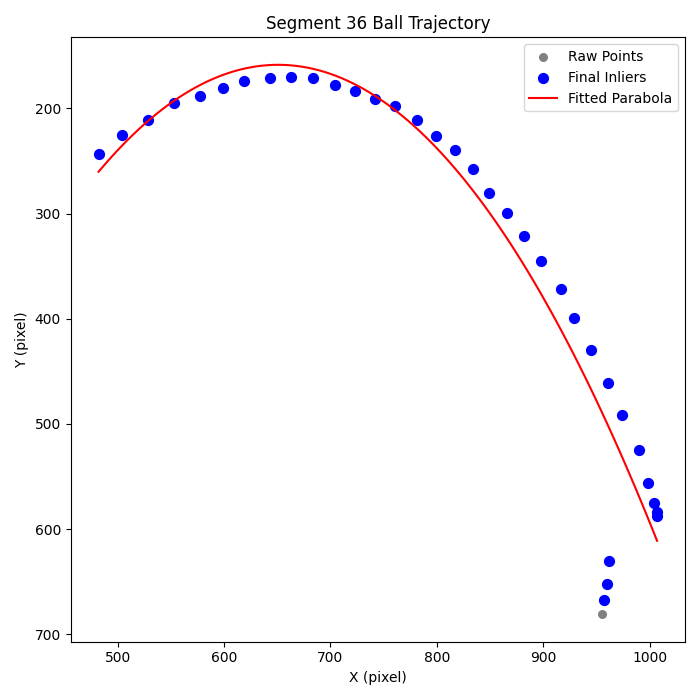 Segment 36 Ball Trajectory
Raw Points
Final Inliers
Fitted Parabola
200
300
400
500
600
700
Y (pixel)
500
600
700
800
900
1000
X (pixel)